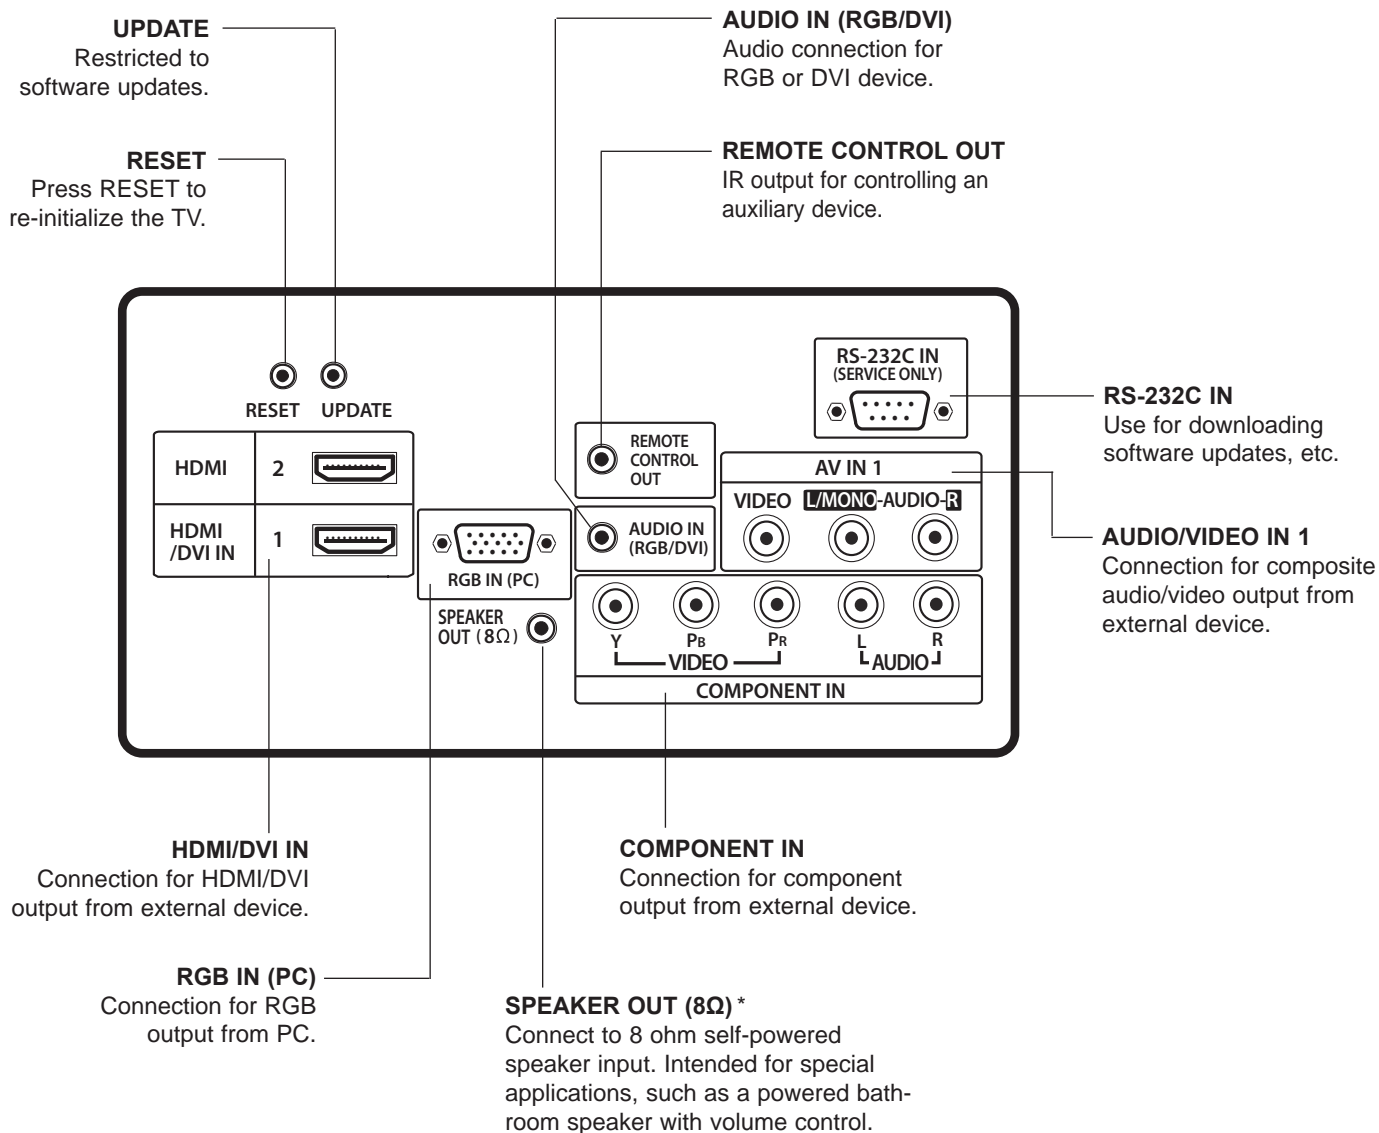 UPDATE
Restricted to
software updates.
RESET
Press RESET to
re-initialize the TV.
AUDIO IN (RGB/DVI)
Audio connection for
RGB or DVI device.
REMOTE CONTROL OUT
IR output for controlling an
auxiliary device.
RESET UPDATE
HDMI 2
HDMI
/DVI IN 1
RGB IN (PC)
SPEAKER
OUT (8Ω)
REMOTE
CONTROL
OUT
AUDIO IN
(RGB/DVI)
RS-232C IN
(SERVICE ONLY)
AV IN 1
VIDEO L/MONO-AUDIO-R
Y PB PR L R
VIDEO AUDIO
COMPONENT IN
RS-232C IN
Use for downloading
software updates, etc.
AUDIO/VIDEO IN 1
Connection for composite
audio/video output from
external device.
HDMI/DVI IN
Connection for HDMI/DVI
output from external device.
RGB IN (PC)
Connection for RGB
output from PC.
COMPONENT IN
Connection for component
output from external device.
SPEAKER OUT (8Ω) *
Connect to 8 ohm self-powered
speaker input. Intended for special
applications, such as a powered bath-
room speaker with volume control.